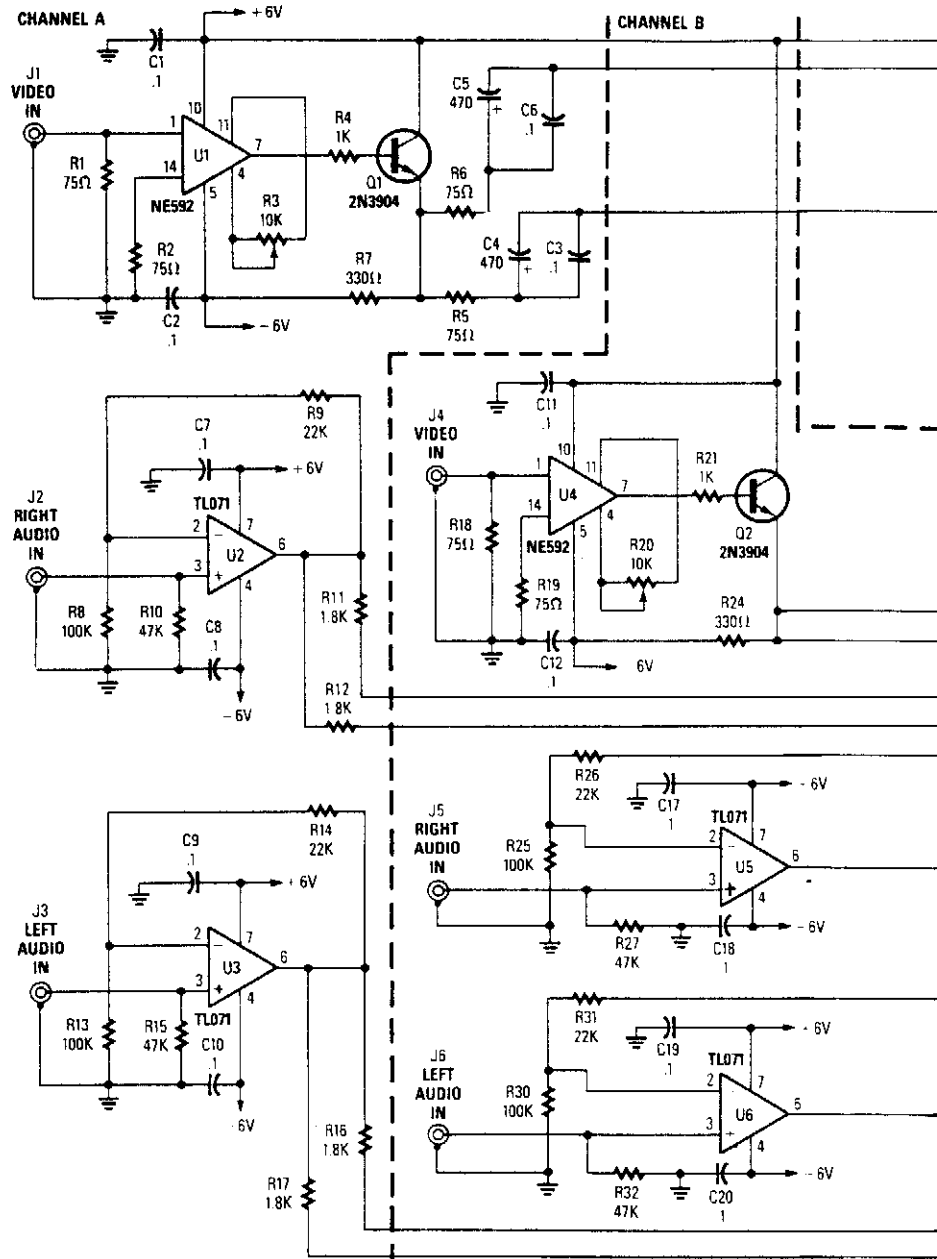 CHANNEL A
+6V
CHANNEL B
C1
.1
J1
VIDEO
IN
10
1
11
7
U1
14
4
5
NE592
R1
75Ω
R2
75Ω
C2
.1
R3
10K
R4
1K
Q1
2N3904
R7
330Ω
-6V
C5
470
+
C6
.1
R6
75Ω
C4
470
+
C3
.1
R5
75Ω
R9
22K
C7
.1
+6V
TL071
J2
RIGHT
AUDIO
IN
2
-
7
U2
6
3
+
4
R8
100K
R10
47K
C8
.1
-6V
R11
1.8K
R12
1.8K
C11
.1
J4
VIDEO
IN
10
1
11
7
U4
14
4
5
NE592
R18
75Ω
R19
75Ω
C12
.1
6V
R20
10K
R21
1K
Q2
2N3904
R24
330Ω
R14
22K
C9
.1
+6V
J3
LEFT
AUDIO
IN
2
-
7
U3
6
3
+
4
TL071
R13
100K
R15
47K
C10
.1
-6V
R16
1.8K
R17
1.8K
R26
22K
C17
1
-6V
TL071
J5
RIGHT
AUDIO
IN
R25
100K
2
-
7
U5
6
3
+
4
R27
47K
C18
1
-6V
R31
22K
C19
1
-6V
TL071
J6
LEFT
AUDIO
IN
R30
100K
2
-
7
U6
3
+
4
R32
47K
C20
1
-6V